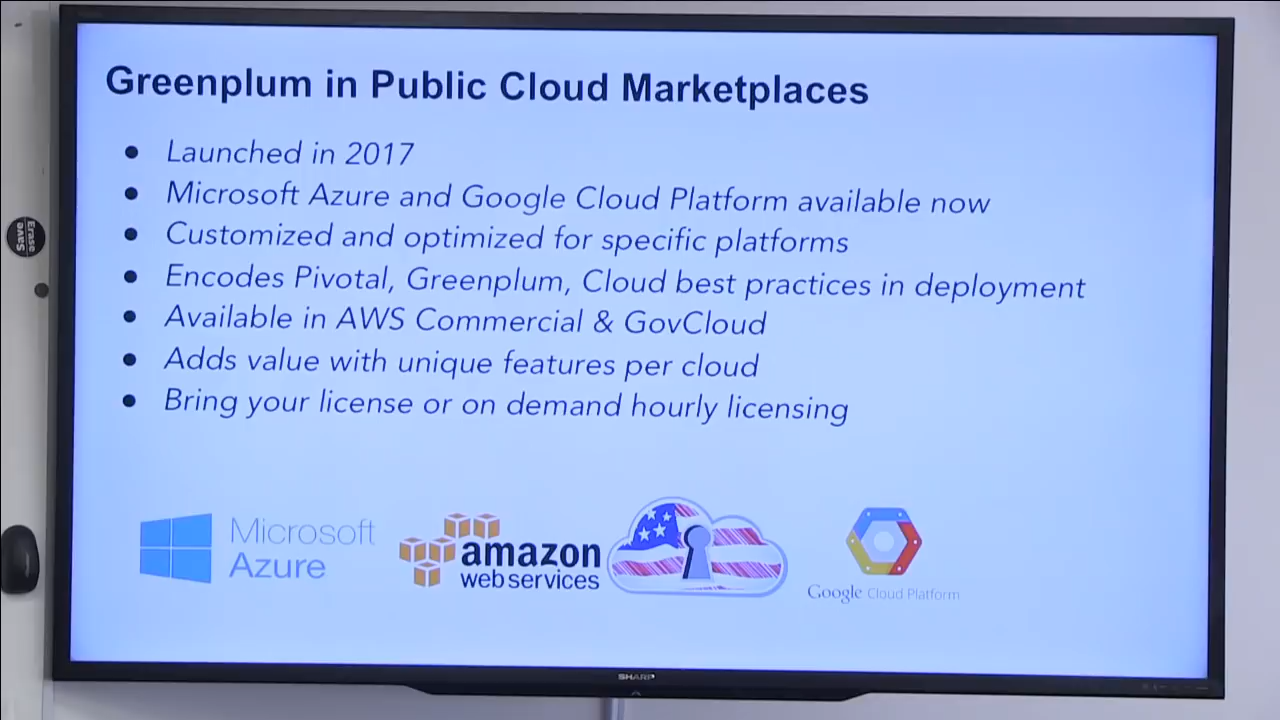 Greenplum in Public Cloud Marketplaces
Launched in 2017
Microsoft Azure and Google Cloud Platform available now
Customized and optimized for specific platforms
Encodes Pivotal, Greenplum, Cloud best practices in deployment
Available in AWS Commercial & GovCloud
Adds value with unique features per cloud
Bring your license or on demand hourly licensing
Microsoft
Azure
amazon
webservices
Google Cloud Platform
SHARP
Save
Erase